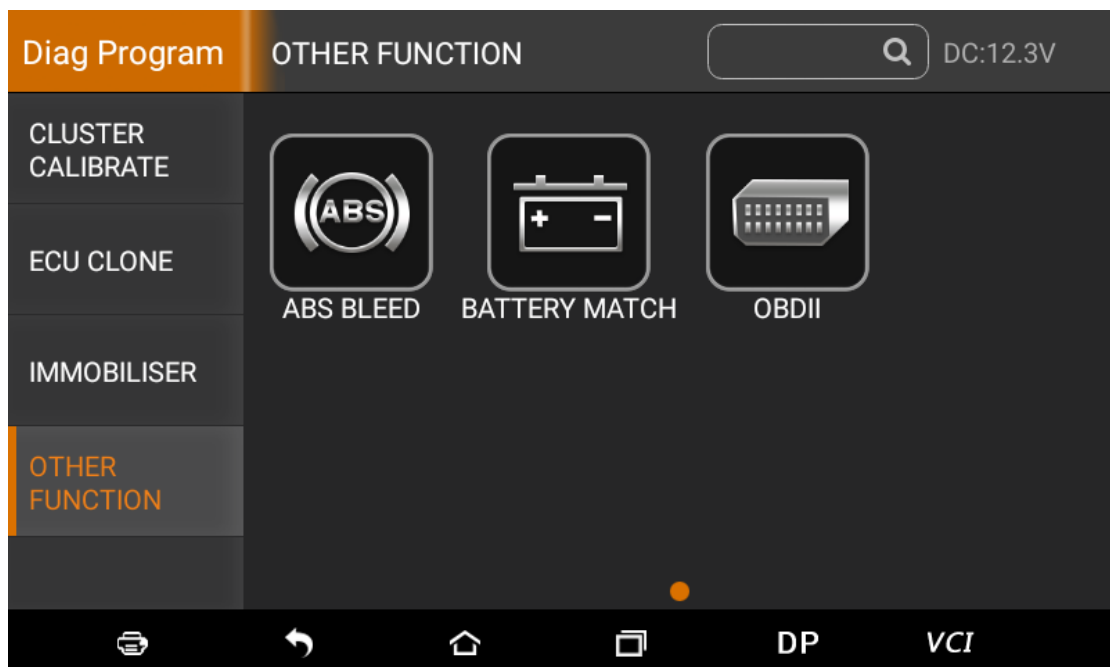 Diag Program
OTHER FUNCTION
DC:12.3V
CLUSTER
CALIBRATE
ECU CLONE
IMMOBILISER
OTHER
FUNCTION
ABS
+ −
ABS BLEED
BATTERY MATCH
OBDII
DP
VCI